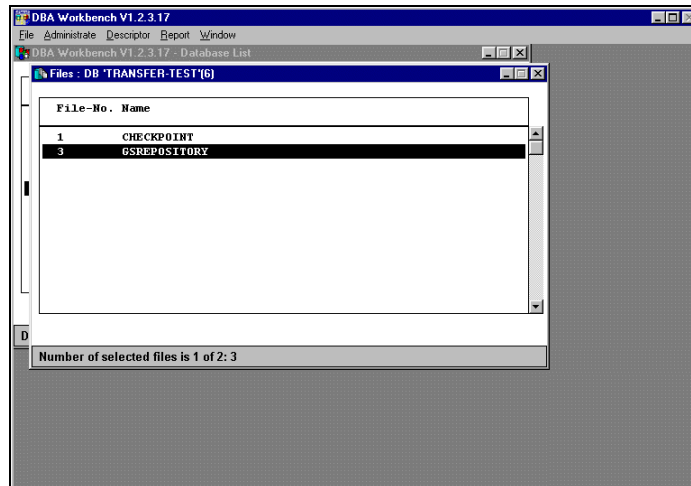 DBA Workbench V1.2.3.17
File Administrate Descriptor Report Window
DBA Workbench V1.2.3.17 - Database List
Files : DB 'TRANSFER-TEST'(6)
File-No. Name
1 CHECKPOINT
3 GSREPOSITORY
D
Number of selected files is 1 of 2: 3